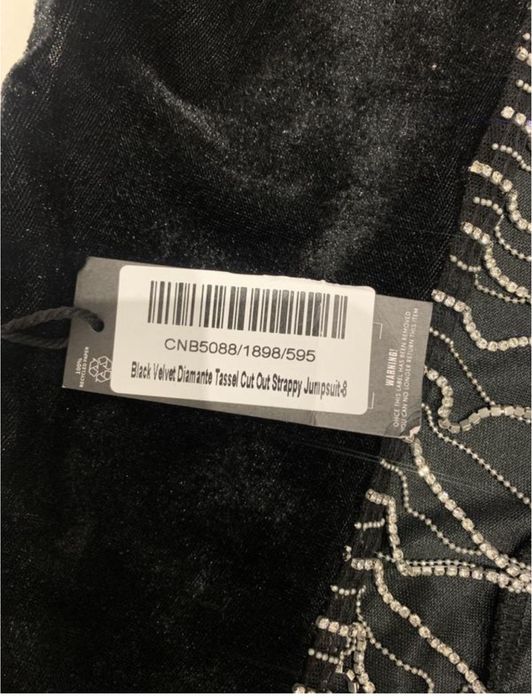 CNB5088/1898/595
Black Velvet Diamante Tassel Cut Out Strappy Jumpsuit-8
100%
RECYCLED PAPER
WARNING!
ONCE THIS LABEL HAS BEEN REMOVED
YOU CAN NO LONGER RETURN THIS ITEM